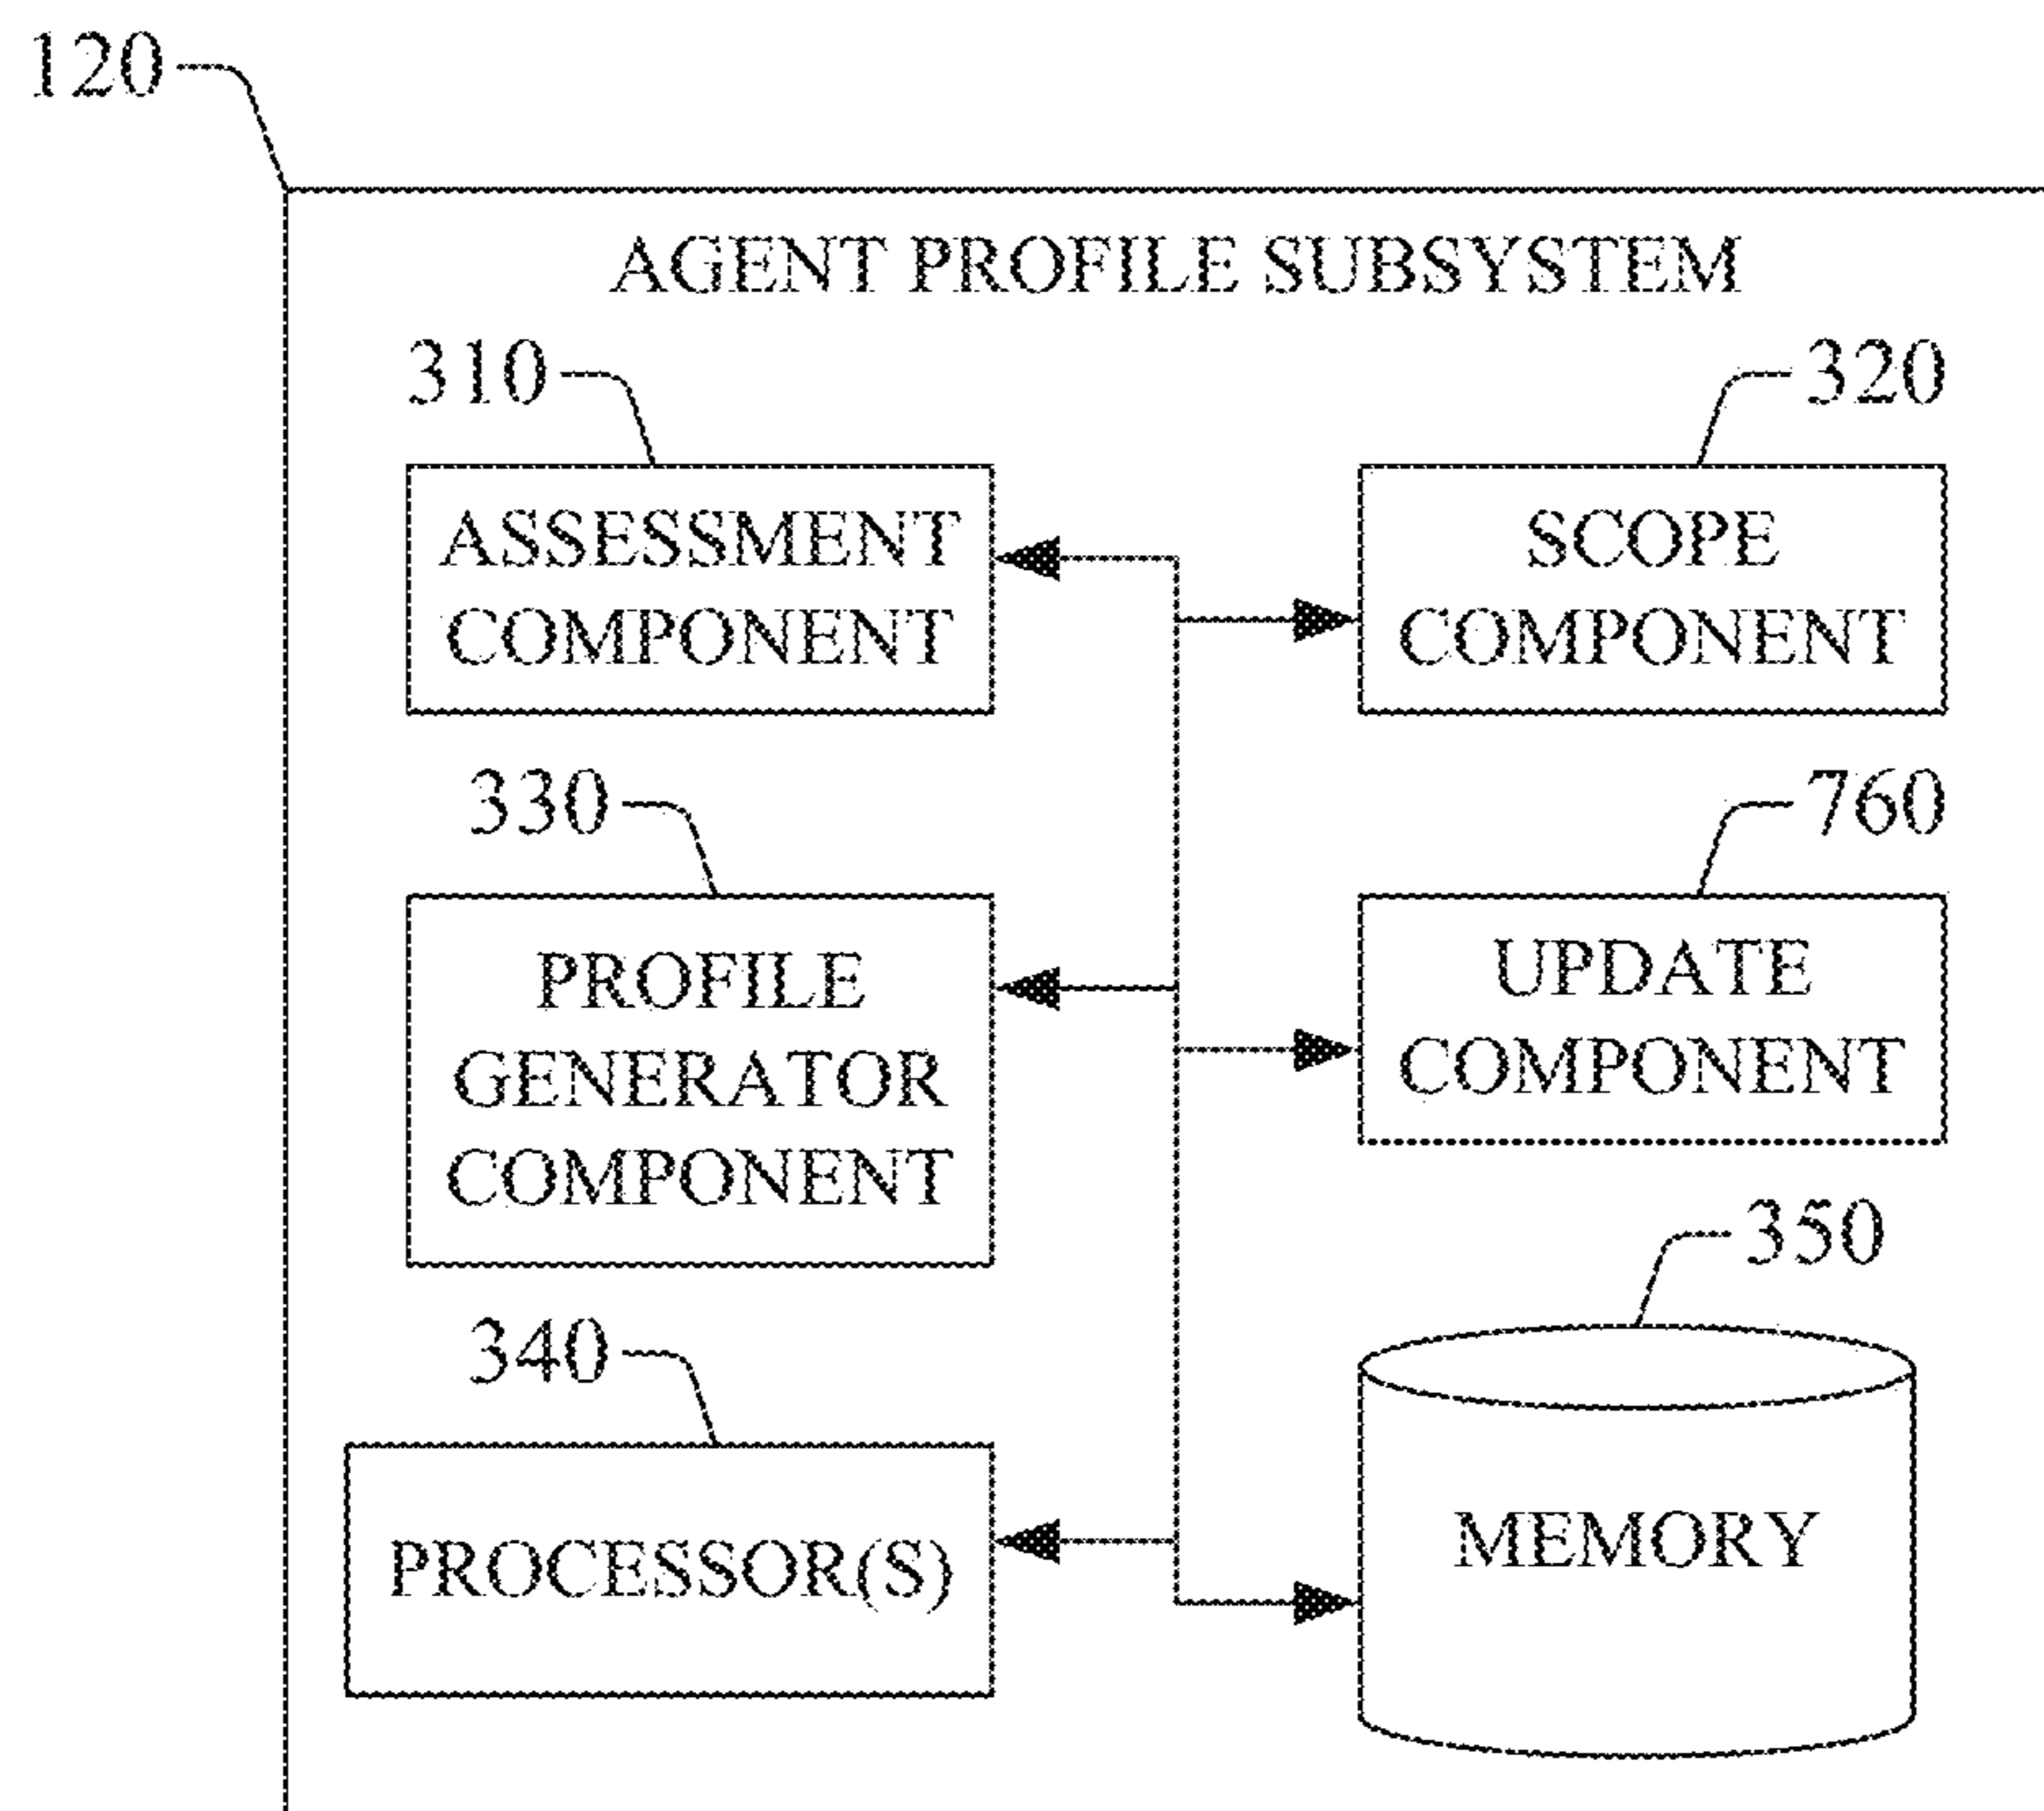 120
AGENT PROFILE SUBSYSTEM
310
320
ASSESSMENT
COMPONENT
SCOPE
COMPONENT
330
760
PROFILE
GENERATOR
COMPONENT
UPDATE
COMPONENT
350
340
PROCESSOR(S)
MEMORY